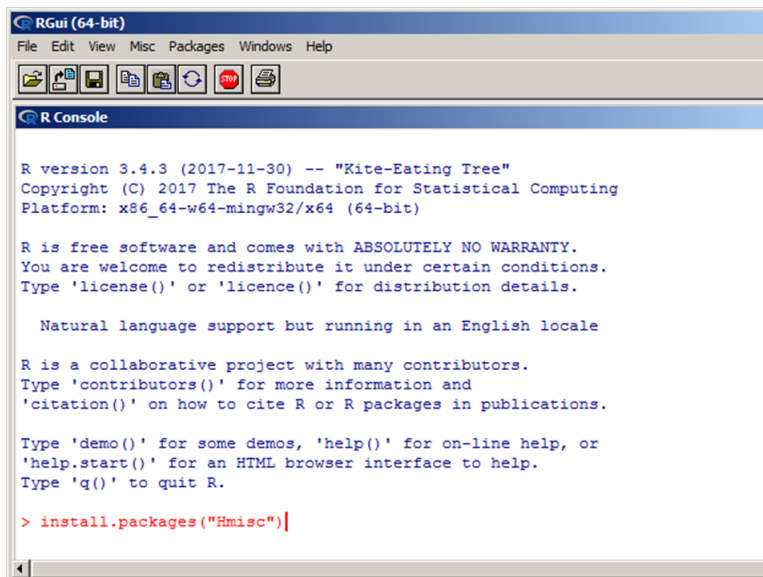 RGui (64-bit)
File Edit View Misc Packages Windows Help
STOP
R Console
R version 3.4.3 (2017-11-30) -- "Kite-Eating Tree"
Copyright (C) 2017 The R Foundation for Statistical Computing
Platform: x86_64-w64-mingw32/x64 (64-bit)
R is free software and comes with ABSOLUTELY NO WARRANTY.
You are welcome to redistribute it under certain conditions.
Type 'license()' or 'licence()' for distribution details.
Natural language support but running in an English locale
R is a collaborative project with many contributors.
Type 'contributors()' for more information and
'citation()' on how to cite R or R packages in publications.
Type 'demo()' for some demos, 'help()' for on-line help, or
'help.start()' for an HTML browser interface to help.
Type 'q()' to quit R.
> install.packages("Hmisc")